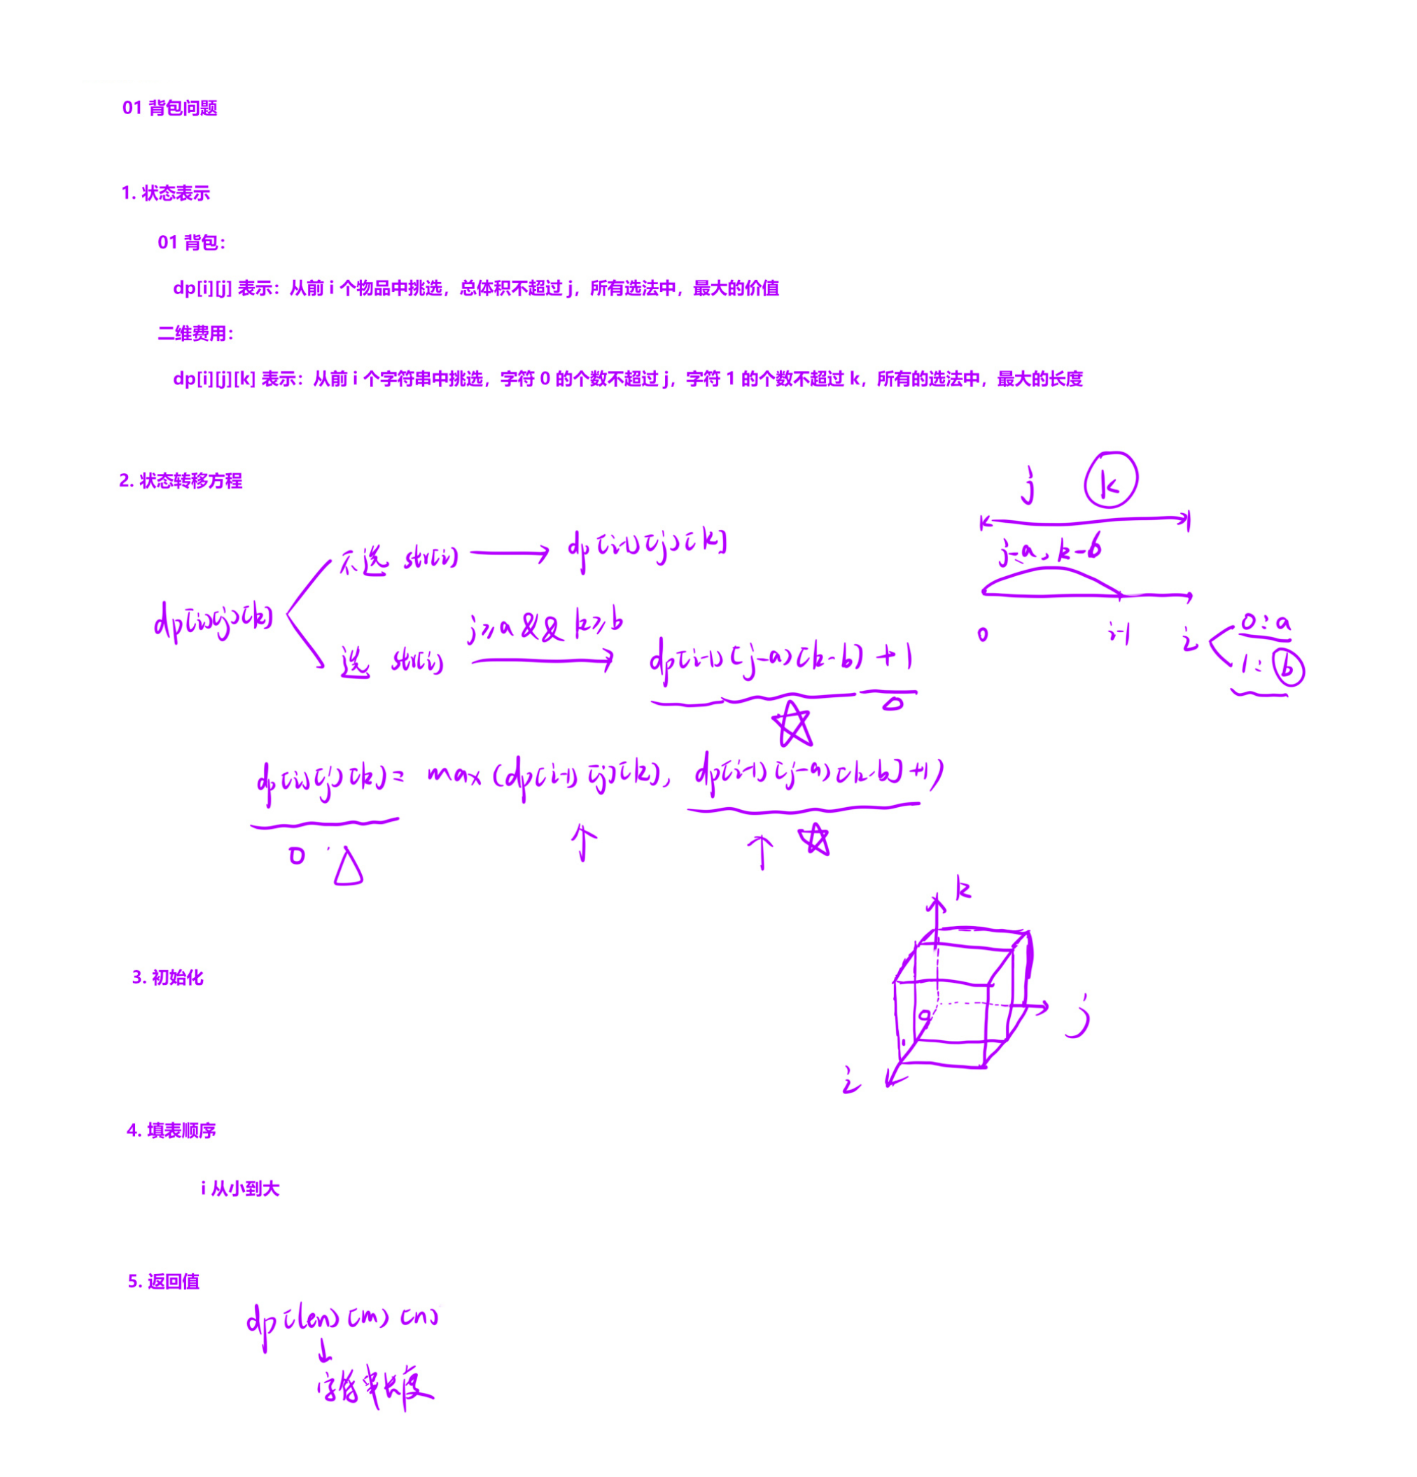 01 背包问题
1. 状态表示
01 背包：
dp[i][j] 表示：从前 i 个物品中挑选，总体积不超过 j，所有选法中，最大的价值
二维费用：
dp[i][j][k] 表示：从前 i 个字符串中挑选，字符 0 的个数不超过 j，字符 1 的个数不超过 k，所有的选法中，最大的长度
2. 状态转移方程
j k
j-a, k-b
0 i-1 i
0:a
1:b
不选 str[i] → dp[i-1][j][k]
dp[i][j][k]
j≥a && k≥b
选 str[i] → dp[i-1][j-a][k-b] + 1
dp[i][j][k] = max(dp[i-1][j][k], dp[i-1][j-a][k-b]+1)
0
k
j
i
0
3. 初始化
4. 填表顺序
i 从小到大
5. 返回值
dp[len][m][n]
字符串长度